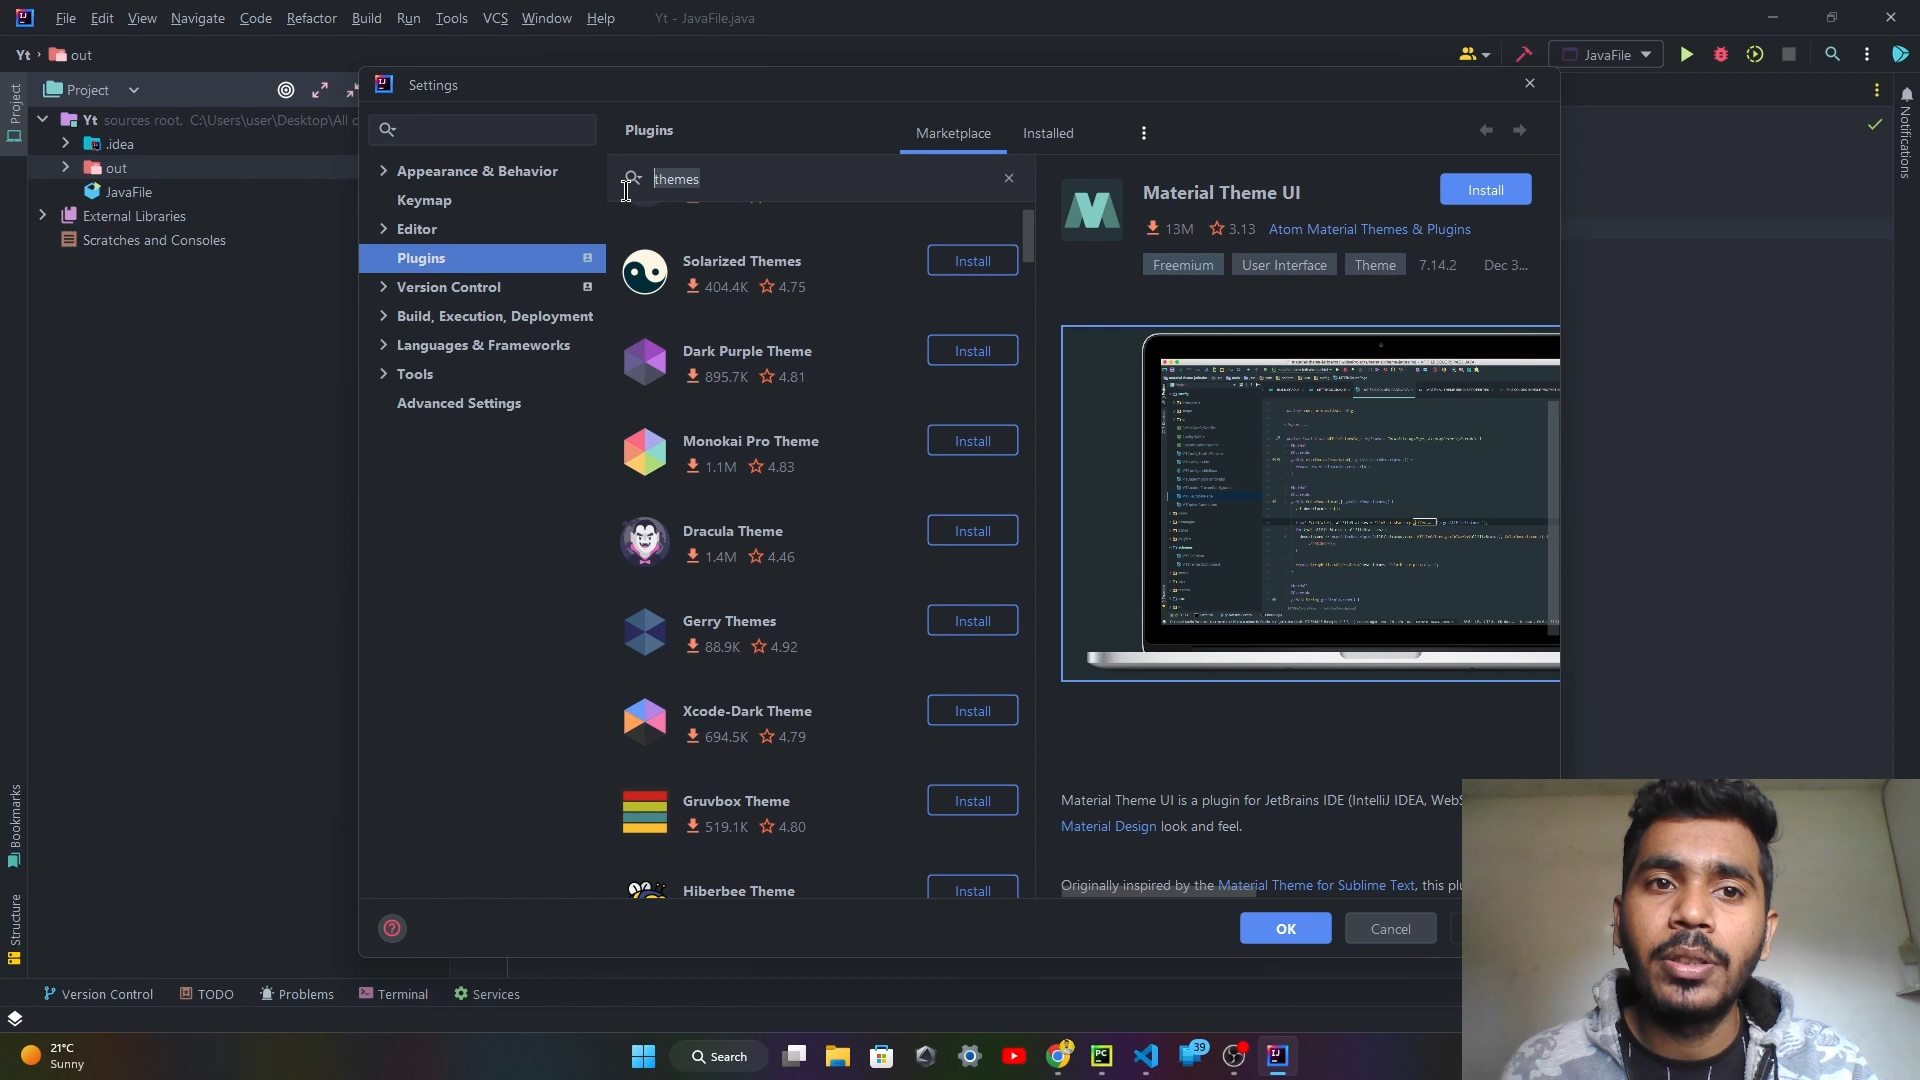 File Edit View Navigate Code Refactor Build Run Tools VCS Window Help Yt - JavaFile.java
Yt out
JavaFile
Project
Project
Yt sources root, C:\Users\user\Desktop\All
.idea
out
JavaFile
External Libraries
Scratches and Consoles
Notifications
Settings
Appearance & Behavior
Keymap
Editor
Plugins
Version Control
Build, Execution, Deployment
Languages & Frameworks
Tools
Advanced Settings
Plugins
Marketplace
Installed
themes
Solarized Themes
Install
404.4K 4.75
Dark Purple Theme
Install
895.7K 4.81
Monokai Pro Theme
Install
1.1M 4.83
Dracula Theme
Install
1.4M 4.46
Gerry Themes
Install
88.9K 4.92
Xcode-Dark Theme
Install
694.5K 4.79
Gruvbox Theme
Install
519.1K 4.80
Hiberbee Theme
Install
Material Theme UI
Install
13M 3.13 Atom Material Themes & Plugins
Freemium User Interface Theme 7.14.2 Dec 3...
Material Theme UI is a plugin for JetBrains IDE (IntelliJ IDEA, WebS
Material Design look and feel.
Originally inspired by the Material Theme for Sublime Text, this plu
OK
Cancel
Bookmarks
Structure
Version Control TODO Problems Terminal Services
21°C
Sunny
Search
39